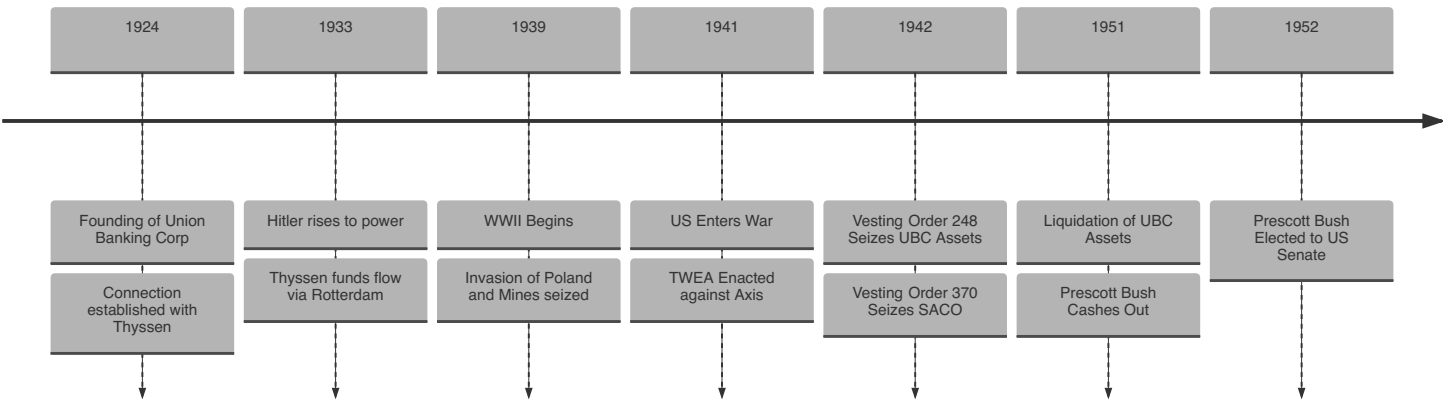 1924
1933
1939
1941
1942
1951
1952
Founding of Union
Banking Corp
Connection
established with
Thyssen
Hitler rises to power
Thyssen funds flow
via Rotterdam
WWII Begins
Invasion of Poland
and Mines seized
US Enters War
TWEA Enacted
against Axis
Vesting Order 248
Seizes UBC Assets
Vesting Order 370
Seizes SACO
Liquidation of UBC
Assets
Prescott Bush
Cashes Out
Prescott Bush
Elected to US
Senate